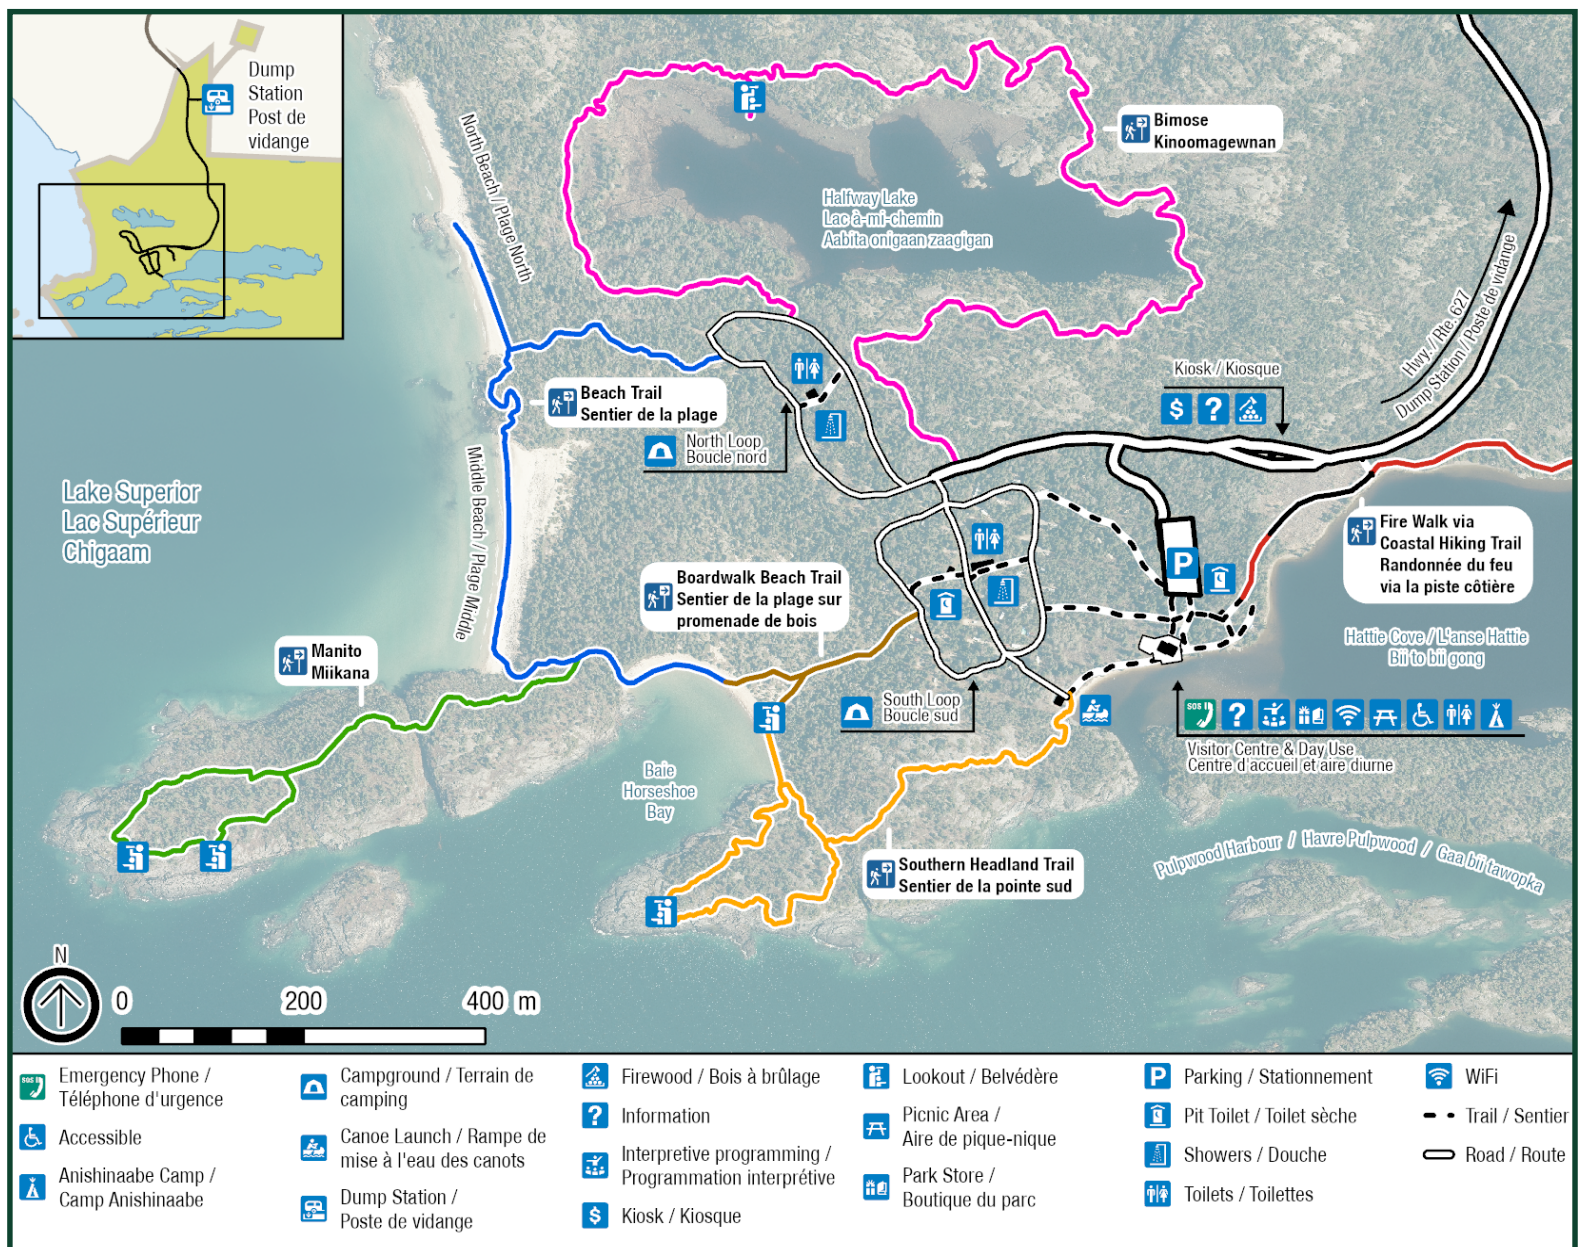 Dump
Station
Post de
vidange
North Beach / Plage North
Bimose
Kinoomagewnan
Halfway Lake
Lac à-mi-chemin
Aabita onigaan zaagigan
Hwy. / Rte. 627
Dump Station / Poste de vidange
Kiosk / Kiosque
$
?
Beach Trail
Sentier de la plage
North Loop
Boucle nord
Middle Beach / Plage Middle
Lake Superior
Lac Supérieur
Chigaam
Fire Walk via
Coastal Hiking Trail
Randonnée du feu
via la piste côtière
P
Boardwalk Beach Trail
Sentier de la plage sur
promenade de bois
Hattie Cove / L'anse Hattie
Bii to bii gong
Manito
Miikana
South Loop
Boucle sud
SOS
?
Visitor Centre & Day Use
Centre d'accueil et aire diurne
Baie
Horseshoe
Bay
Pulpwood Harbour / Havre Pulpwood / Gaa bii tawopka
Southern Headland Trail
Sentier de la pointe sud
N
0 200 400 m
SOS
Emergency Phone /
Téléphone d'urgence
Accessible
Anishinaabe Camp /
Camp Anishinaabe
Campground / Terrain de
camping
Canoe Launch / Rampe de
mise à l'eau des canots
Dump Station /
Poste de vidange
Firewood / Bois à brûlage
? Information
Interpretive programming /
Programmation interprétive
$ Kiosk / Kiosque
Lookout / Belvédère
Picnic Area /
Aire de pique-nique
Park Store /
Boutique du parc
P Parking / Stationnement
Pit Toilet / Toilet sèche
Showers / Douche
Toilets / Toilettes
WiFi
Trail / Sentier
Road / Route